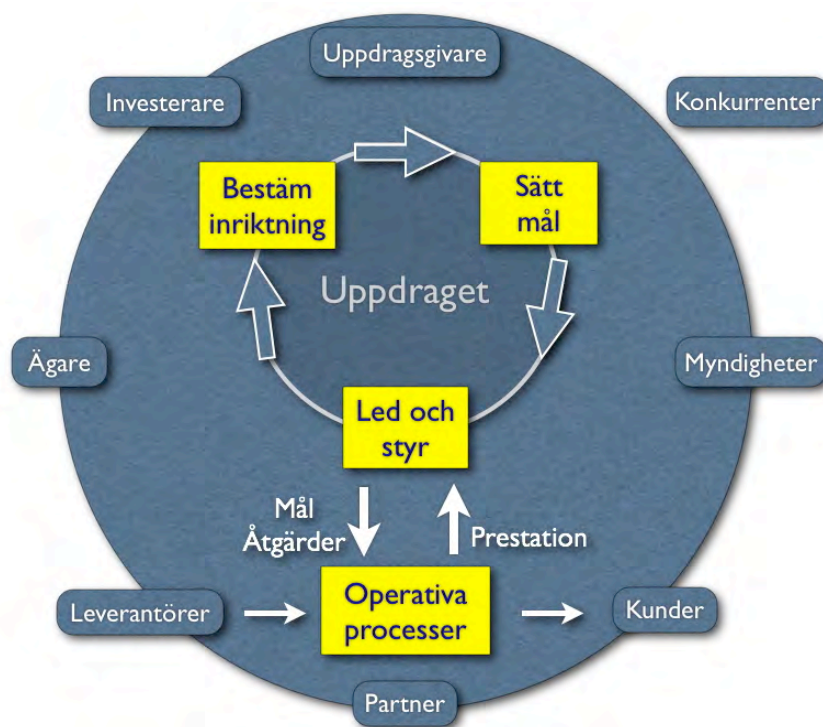 Uppdragsgivare
Investerare
Konkurrenter
Bestäm
inriktning
Sätt
mål
Uppdraget
Ägare
Myndigheter
Led och
styr
Mål
Åtgärder
Prestation
Leverantörer
Operativa
processer
Kunder
Partner